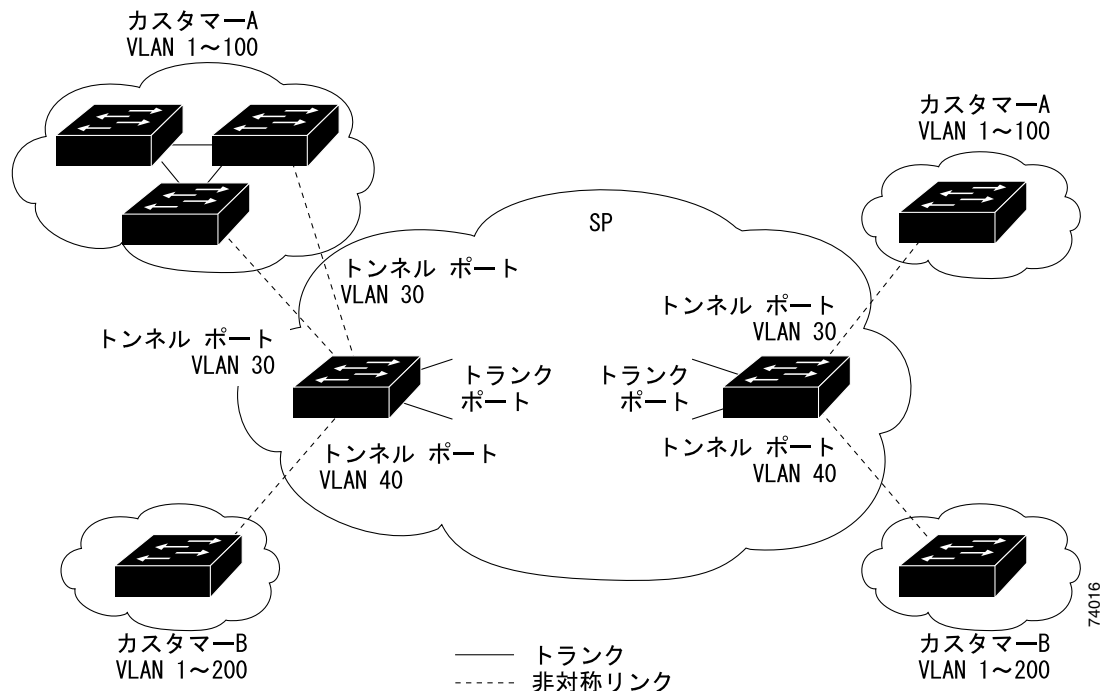 カスタマーA
VLAN 1～100
カスタマーA
VLAN 1～100
SP
トンネル ポート
VLAN 30
トンネル ポート
VLAN 30
トンネル ポート
VLAN 30
トランク
ポート
トランク
ポート
トンネル ポート
VLAN 40
トンネル ポート
VLAN 40
カスタマーB
VLAN 1～200
カスタマーB
VLAN 1～200
74016
トランク
非対称リンク